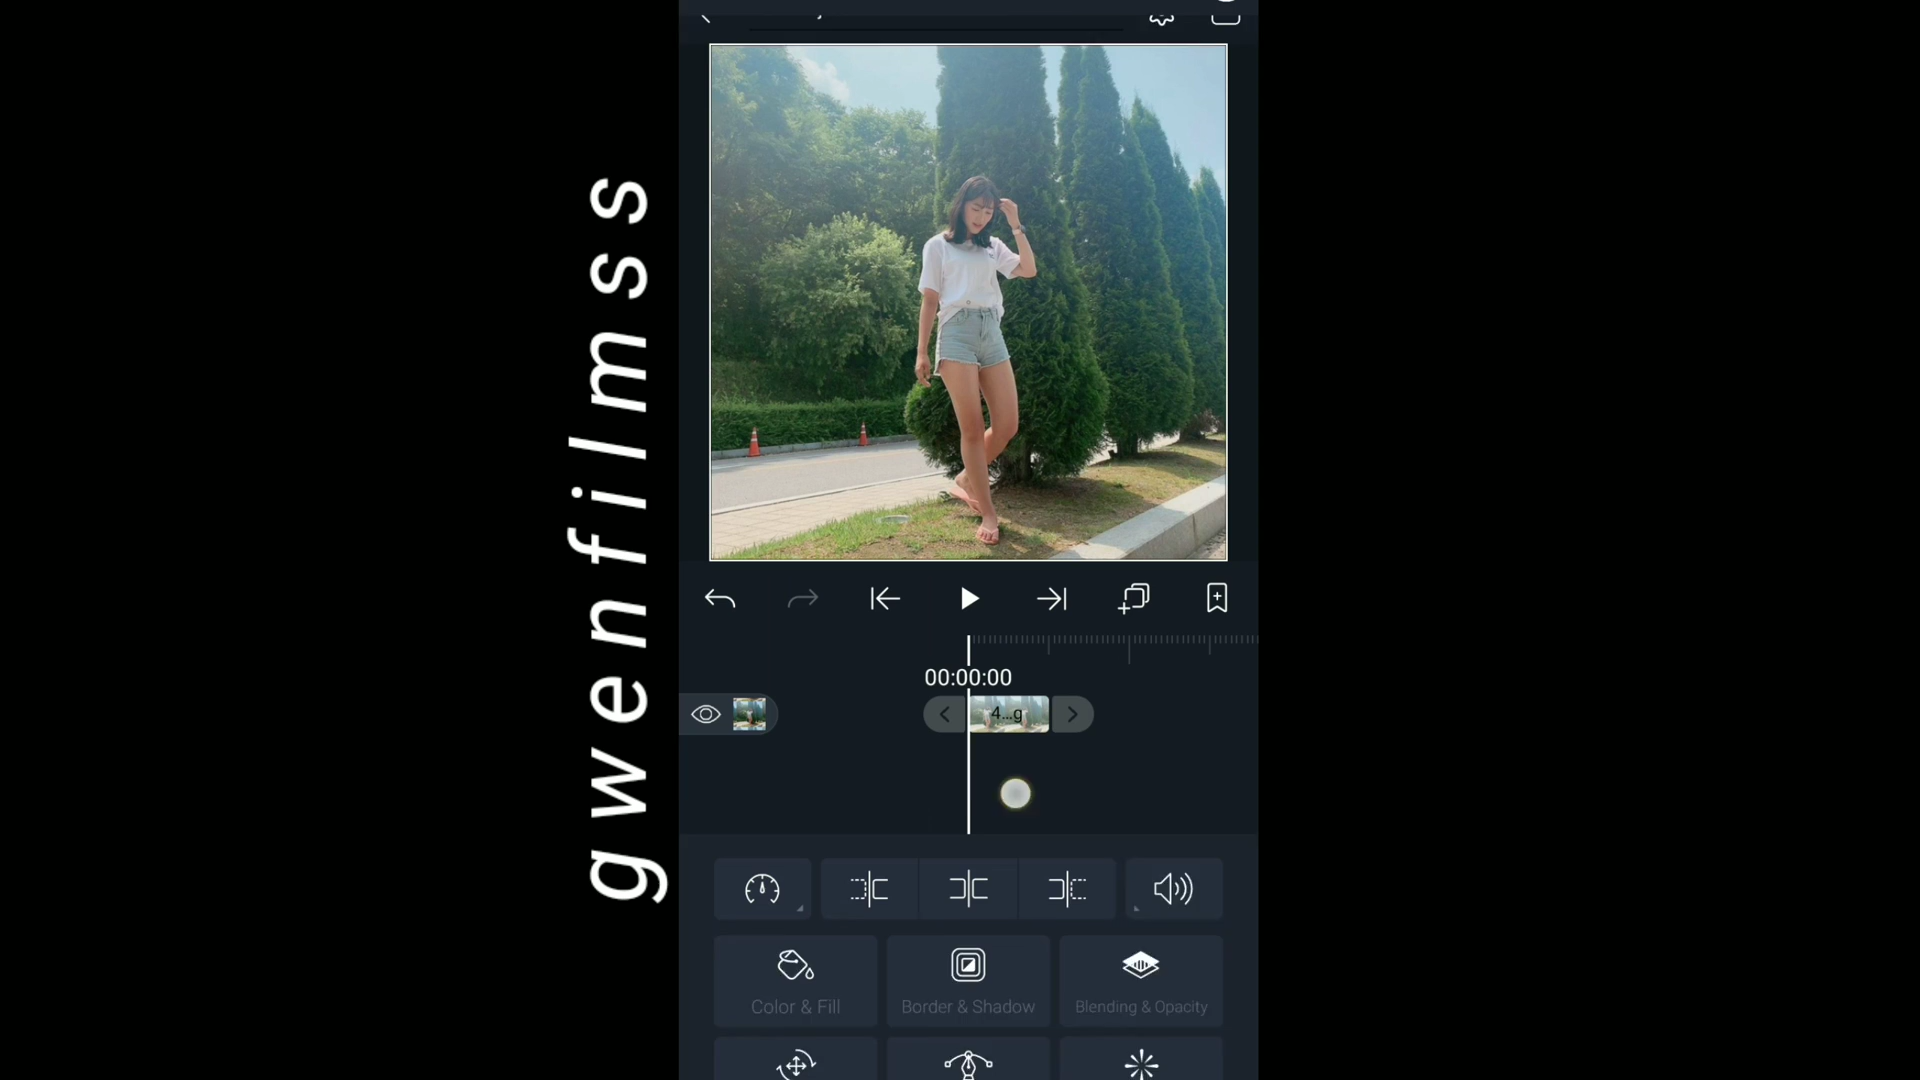 gwenfilmss
00:00:00
4...g
Color & Fill
Border & Shadow
Blending & Opacity